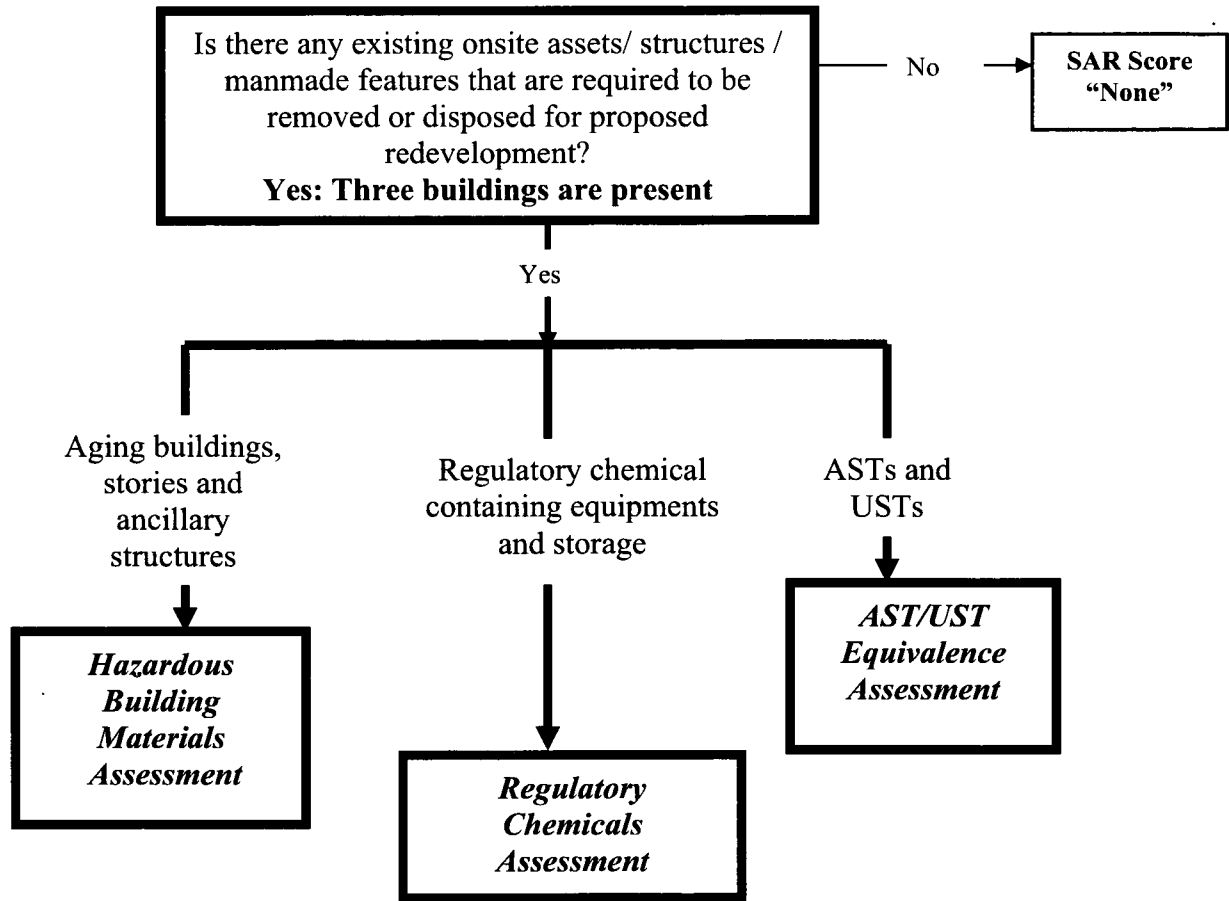 Is there any existing onsite assets/ structures /
manmade features that are required to be
removed or disposed for proposed
redevelopment?
Yes: Three buildings are present
No
SAR Score
“None”
Yes
Aging buildings,
stories and
ancillary
structures
Regulatory chemical
containing equipments
and storage
ASTs and
USTs
Hazardous
Building
Materials
Assessment
Regulatory
Chemicals
Assessment
AST/UST
Equivalence
Assessment